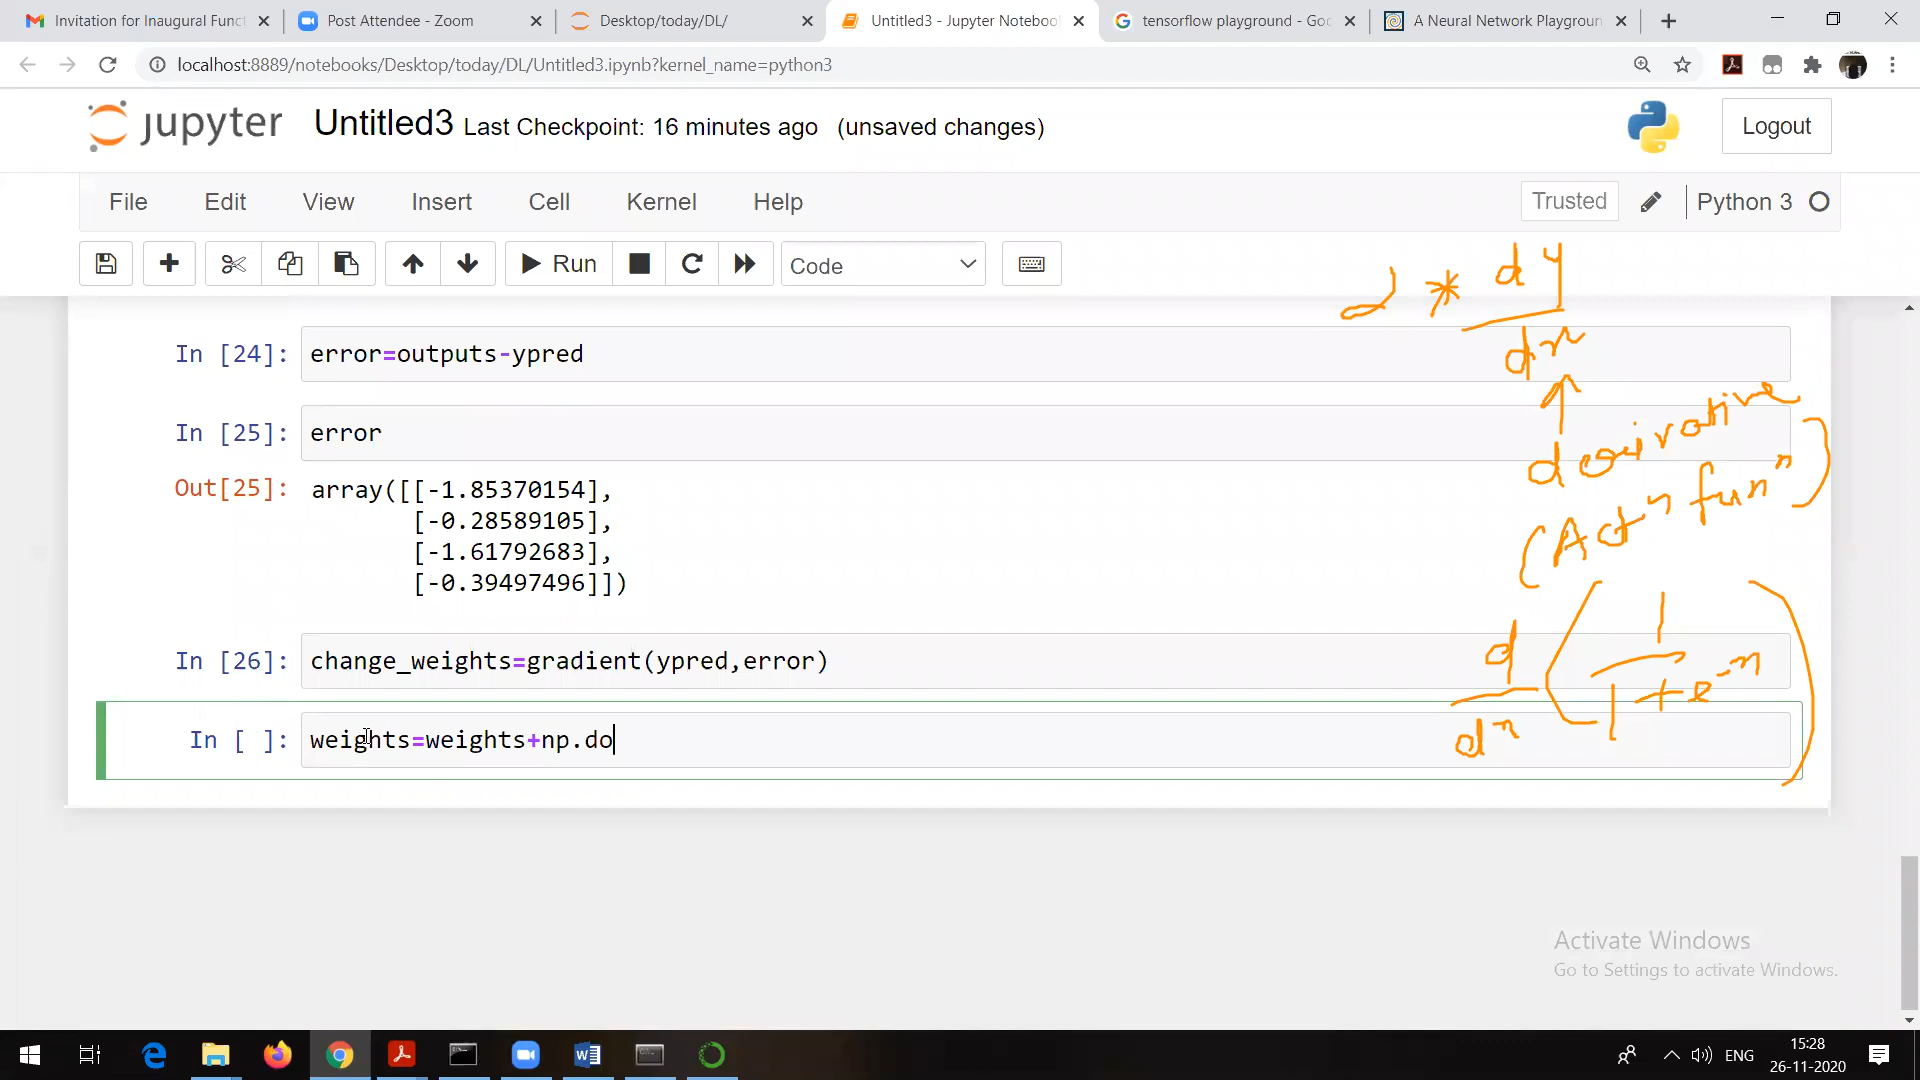 Invitation for Inaugural Func
Post Attendee - Zoom
Desktop/today/DL/
Untitled3 - Jupyter Noteboo
tensorflow playground - Goo
A Neural Network Playgroun
localhost:8889/notebooks/Desktop/today/DL/Untitled3.ipynb?kernel_name=python3
jupyter Untitled3 Last Checkpoint: 16 minutes ago (unsaved changes)
Logout
File Edit View Insert Cell Kernel Help
Trusted Python 3
Run Code
* dy
dx
derivative
(Actn funn)
In [24]: error=outputs-ypred
In [25]: error
Out[25]: array([[-1.85370154],
[-0.28589105],
[-1.61792683],
[-0.39497496]])
In [26]: change_weights=gradient(ypred,error)
d
dx
( 1
1+e-x )
In [ ]: weights=weights+np.do
Activate Windows
Go to Settings to activate Windows.
ENG
15:28
26-11-2020